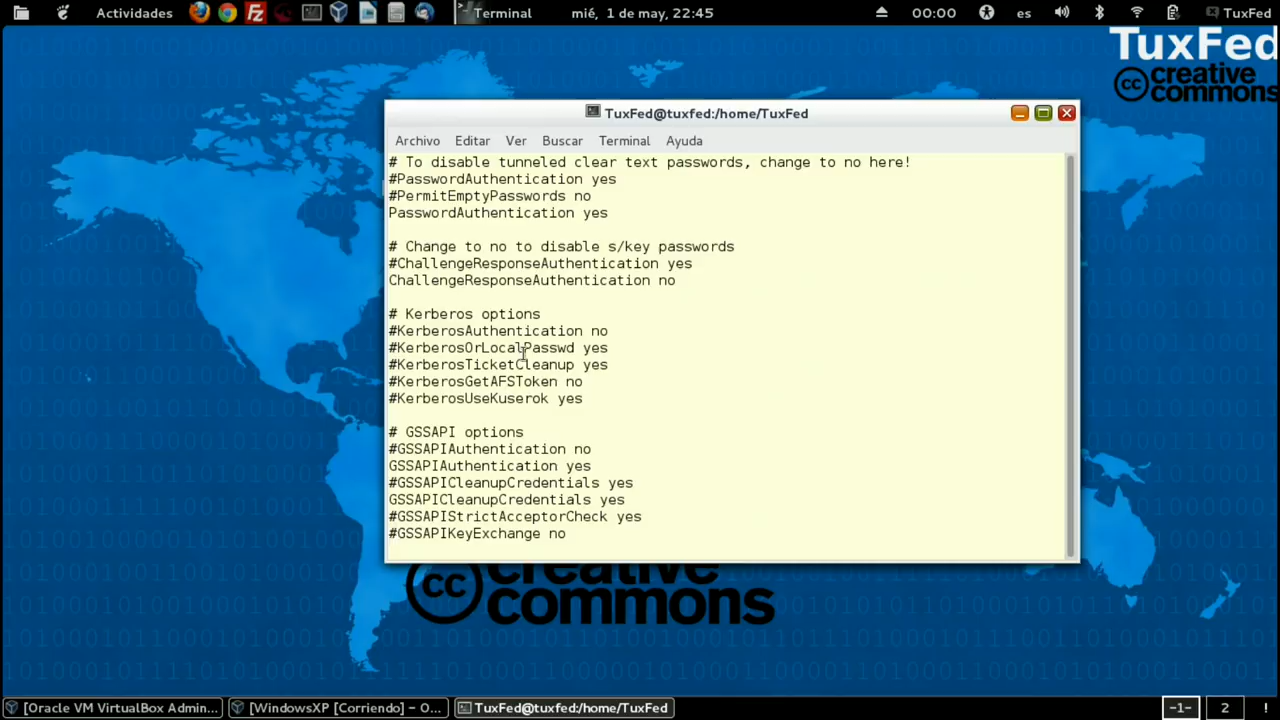 Actividades
Terminal
mié, 1 de may, 22:45
00:00
es
TuxFed
TuxFed
creative
commons
TuxFed@tuxfed:/home/TuxFed
Archivo Editar Ver Buscar Terminal Ayuda
# To disable tunneled clear text passwords, change to no here!
#PasswordAuthentication yes
#PermitEmptyPasswords no
PasswordAuthentication yes
# Change to no to disable s/key passwords
#ChallengeResponseAuthentication yes
ChallengeResponseAuthentication no
# Kerberos options
#KerberosAuthentication no
#KerberosOrLocalPasswd yes
#KerberosTicketCleanup yes
#KerberosGetAFSToken no
#KerberosUseKuserok yes
# GSSAPI options
#GSSAPIAuthentication no
GSSAPIAuthentication yes
#GSSAPICleanupCredentials yes
GSSAPICleanupCredentials yes
#GSSAPIStrictAcceptorCheck yes
#GSSAPIKeyExchange no
cc creative
commons
[Oracle VM VirtualBox Admin...
[WindowsXP [Corriendo] – O...
TuxFed@tuxfed:/home/TuxFed
-1-
2
!